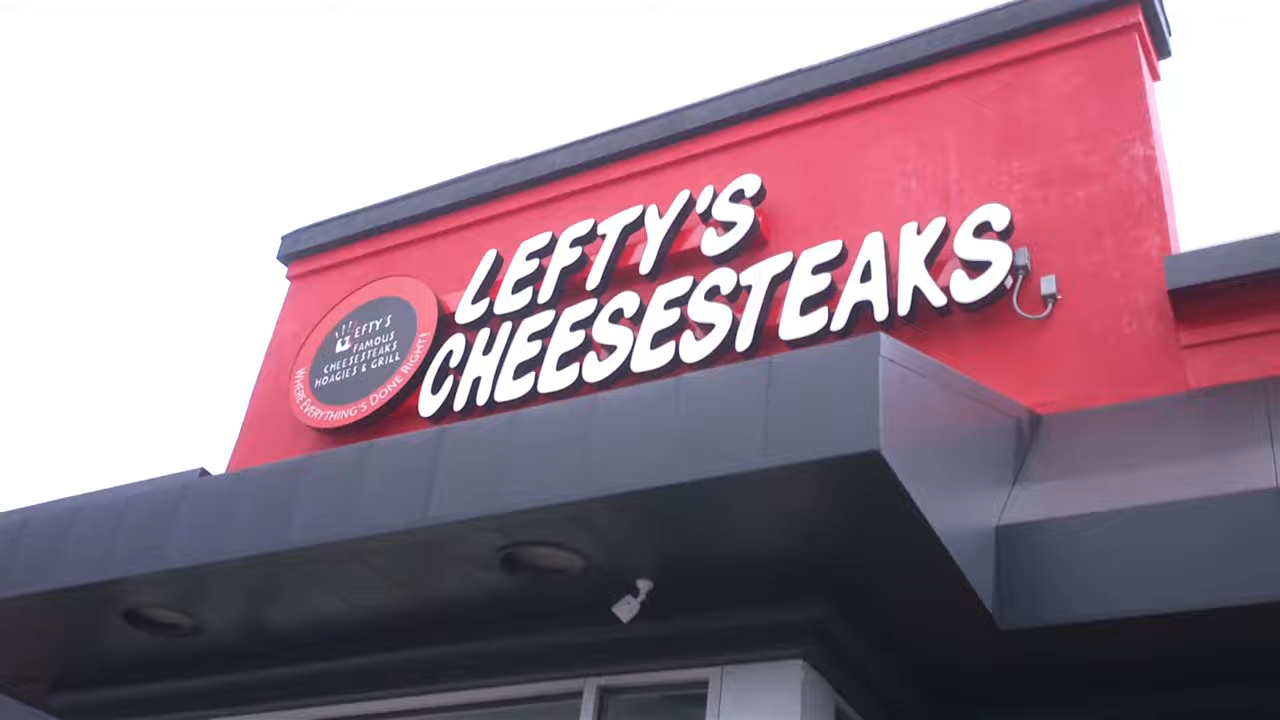 LEFTY'S
CHEESESTEAKS
LEFTY'S
FAMOUS
CHEESESTEAKS
HOAGIES & GRILL
WHERE EVERYTHING'S DONE RIGHT!